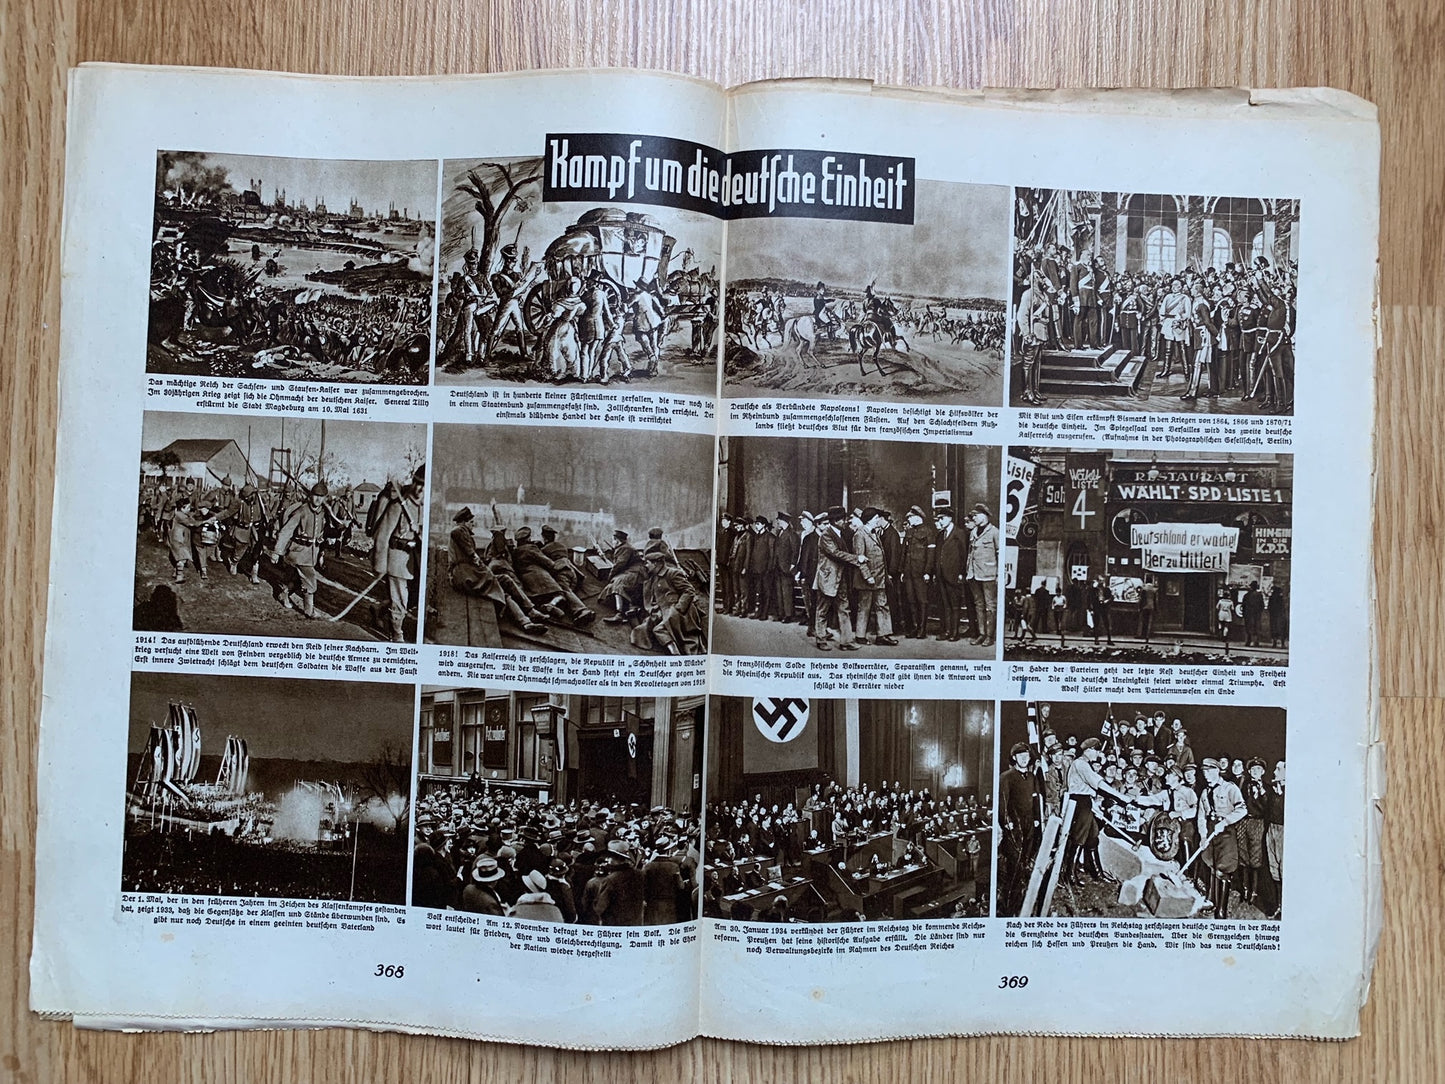 Kampf um die deutsche Einheit
Das mächtige Reich der Sachsen- und Staufen-Kaiser war zusammengebrochen.
Im 30jährigen Krieg zeigt sich die Ohnmacht der deutschen Kaiser. General Tilly
erstürmt die Stadt Magdeburg am 10. Mai 1631
Deutschland ist in hunderte kleiner Fürstentümer zerfallen, die nur noch lose
in einem Staatenbund zusammengefaßt sind. Zollschranken sind errichtet. Der
einstmals blühende Handel der Hanse ist vernichtet
Deutsche als Verbündete Napoleons! Napoleon besichtigt die Hilfsvölker der
im Rheinbund zusammengeschlossenen Fürsten. Auf den Schlachtfeldern Ruß-
lands fließt deutsches Blut für den französischen Imperialismus
Mit Blut und Eisen erkämpft Bismarck in den Kriegen von 1864, 1866 und 1870/71
die deutsche Einheit. Im Spiegelsaal von Versailles wird das zweite deutsche
Kaiserreich ausgerufen. (Aufnahme in der Photographischen Gesellschaft, Berlin)
Liste
6
Wählt
LISTE
4
RESTAURANT
WÄHLT·SPD·LISTE 1
Deutschland erwache!
Her zu Hitler!
HIN-EIN
IN DIE
K.P.D.
1914! Das aufblühende Deutschland erweckt den Neid seiner Nachbarn. Im Welt-
krieg versucht eine Welt von Feinden vergeblich die deutsche Armee zu vernichten.
Erst innere Zwietracht schlägt dem deutschen Soldaten die Waffe aus der Faust
1918! Das Kaiserreich ist zerschlagen, die Republik in „Schönheit und Würde“
wird ausgerufen. Mit der Waffe in der Hand steht ein Deutscher gegen den
andern. Nie war unsere Ohnmacht schmachvoller als in den Revoltetagen von 1918
In französischem Solde stehende Volksverräter, Separatisten genannt, rufen
die Rheinische Republik aus. Das rheinische Volk gibt ihnen die Antwort und
schlägt die Verräter nieder
Im Hader der Parteien geht der letzte Rest deutscher Einheit und Freiheit
verloren. Die alte deutsche Uneinigkeit feiert wieder einmal Triumphe. Erst
Adolf Hitler macht dem Parteiunwesen ein Ende
Der 1. Mai, der in den früheren Jahren im Zeichen des Klassenkampfes gestanden
hat, zeigt 1933, daß die Gegensätze der Klassen und Stände überwunden sind. Es
gibt nur noch Deutsche in einem geeinten deutschen Vaterland
Volk entscheide! Am 12. November befragt der Führer sein Volk. Die Ant-
wort lautet für Frieden, Ehre und Gleichberechtigung. Damit ist die Ehre
der Nation wieder hergestellt
Am 30. Januar 1934 verkündet der Führer im Reichstag die kommende Reichs-
reform. Preußen hat seine historische Aufgabe erfüllt. Die Länder sind nur
noch Verwaltungsbezirke im Rahmen des Deutschen Reiches
Nach der Rede des Führers im Reichstag zerschlagen deutsche Jungen in der Nacht
die Grenzsteine der deutschen Bundesstaaten. Über die Grenzzeichen hinweg
reichen sich Hessen und Preußen die Hand. Wir sind das neue Deutschland!
368
369